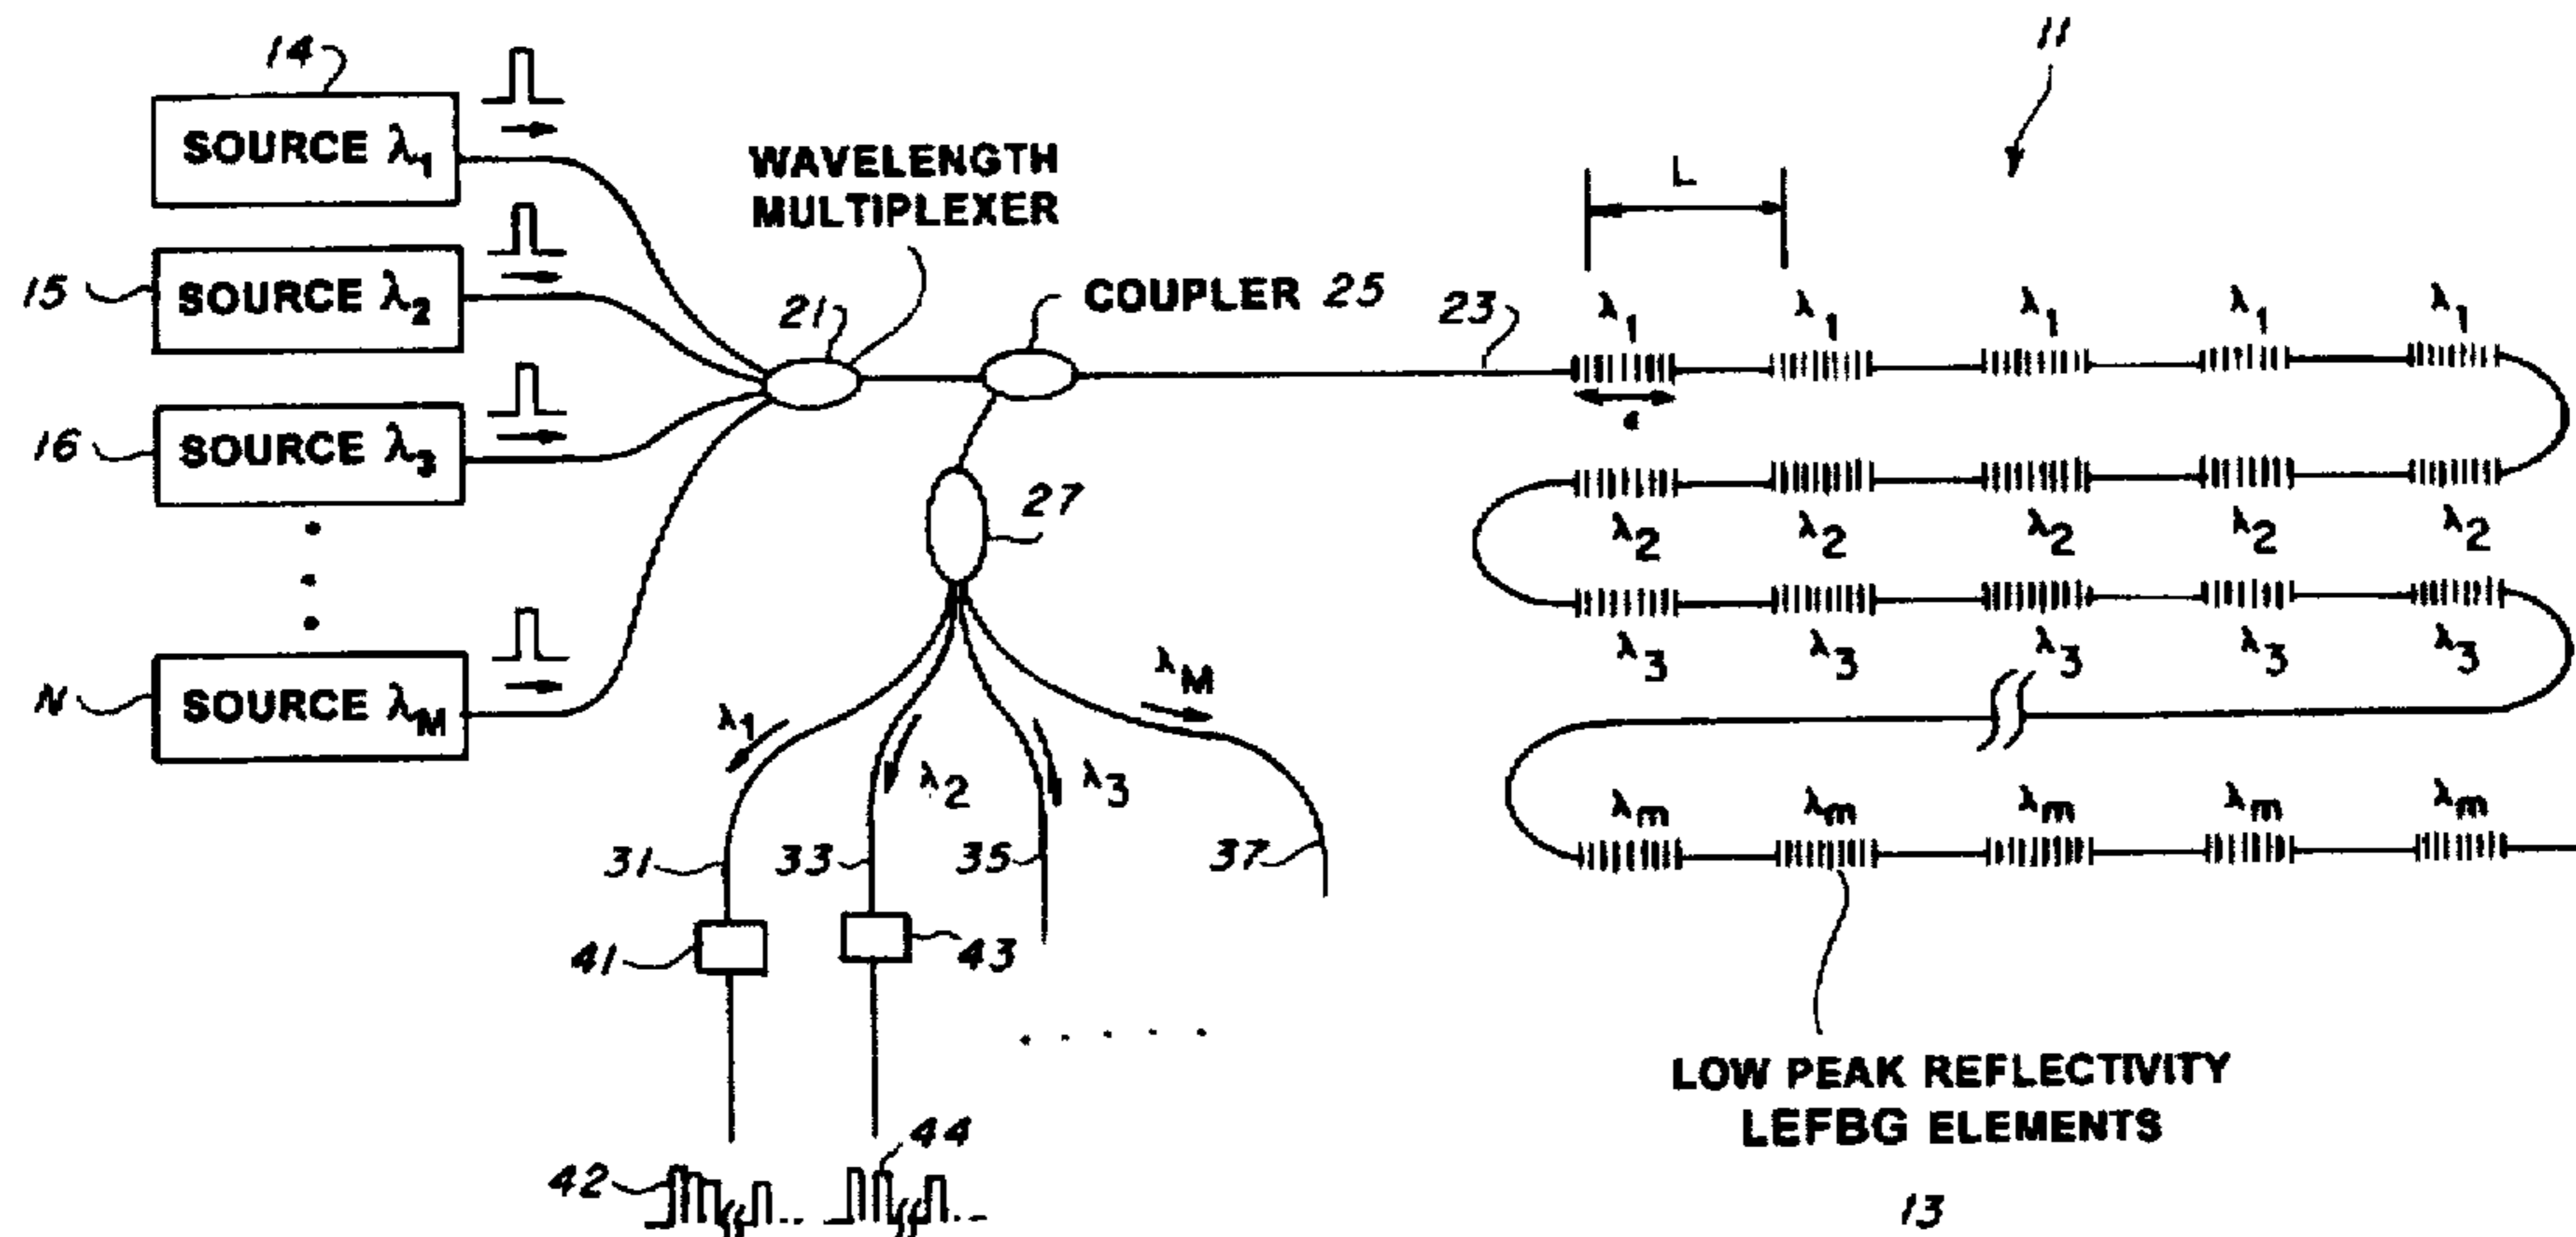 14
SOURCE λ1
15
SOURCE λ2
16
SOURCE λ3
N
SOURCE λM
WAVELENGTH
MULTIPLEXER
21
COUPLER 25
23
27
11
L
λ1 λ1 λ1 λ1 λ1
λ2 λ2 λ2 λ2 λ2
λ3 λ3 λ3 λ3 λ3
λm λm λm λm λm
λ1
λ2
λ3
λM
31
33
35
37
41
43
42
44
LOW PEAK REFLECTIVITY
LEFBG ELEMENTS
13